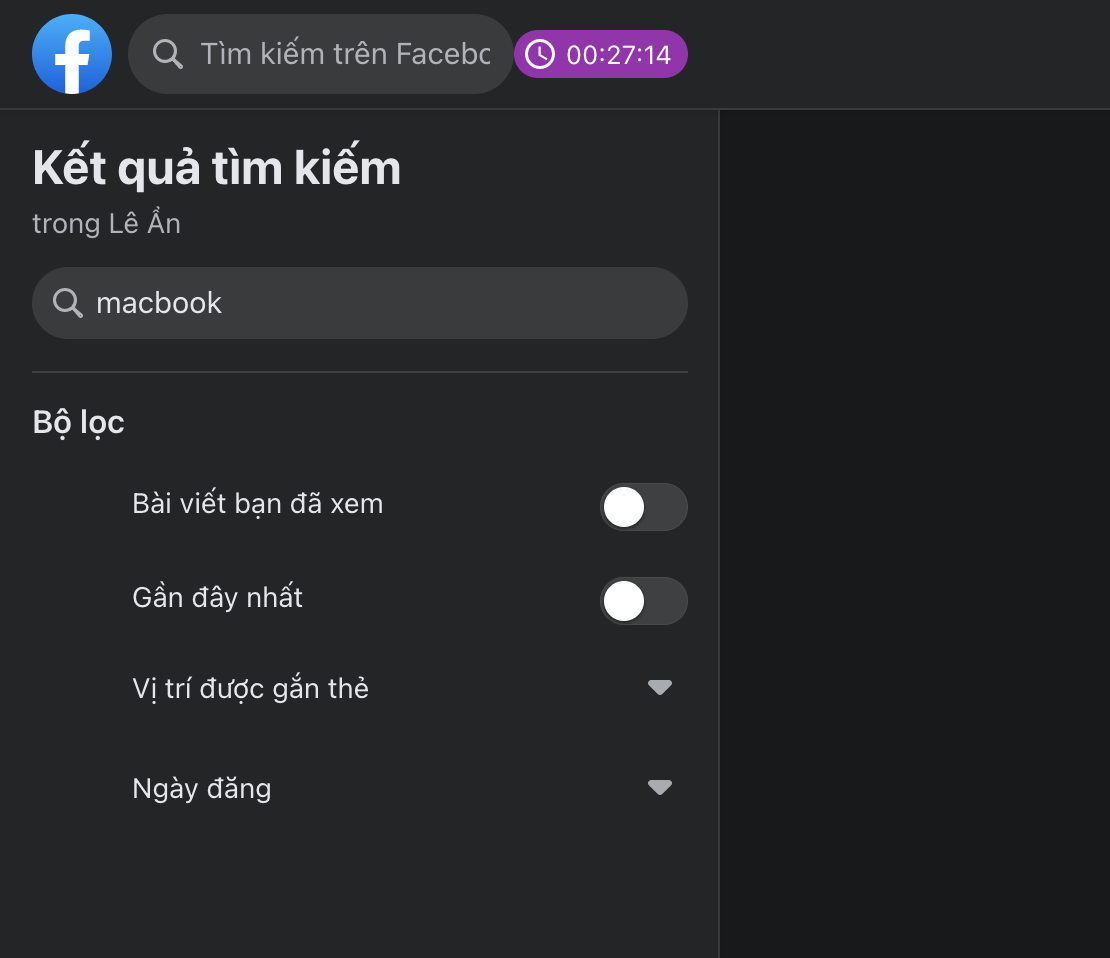 Tìm kiếm trên Facebo
00:27:14
Kết quả tìm kiếm
trong Lê Ẩn
macbook
Bộ lọc
Bài viết bạn đã xem
Gần đây nhất
Vị trí được gắn thẻ
Ngày đăng